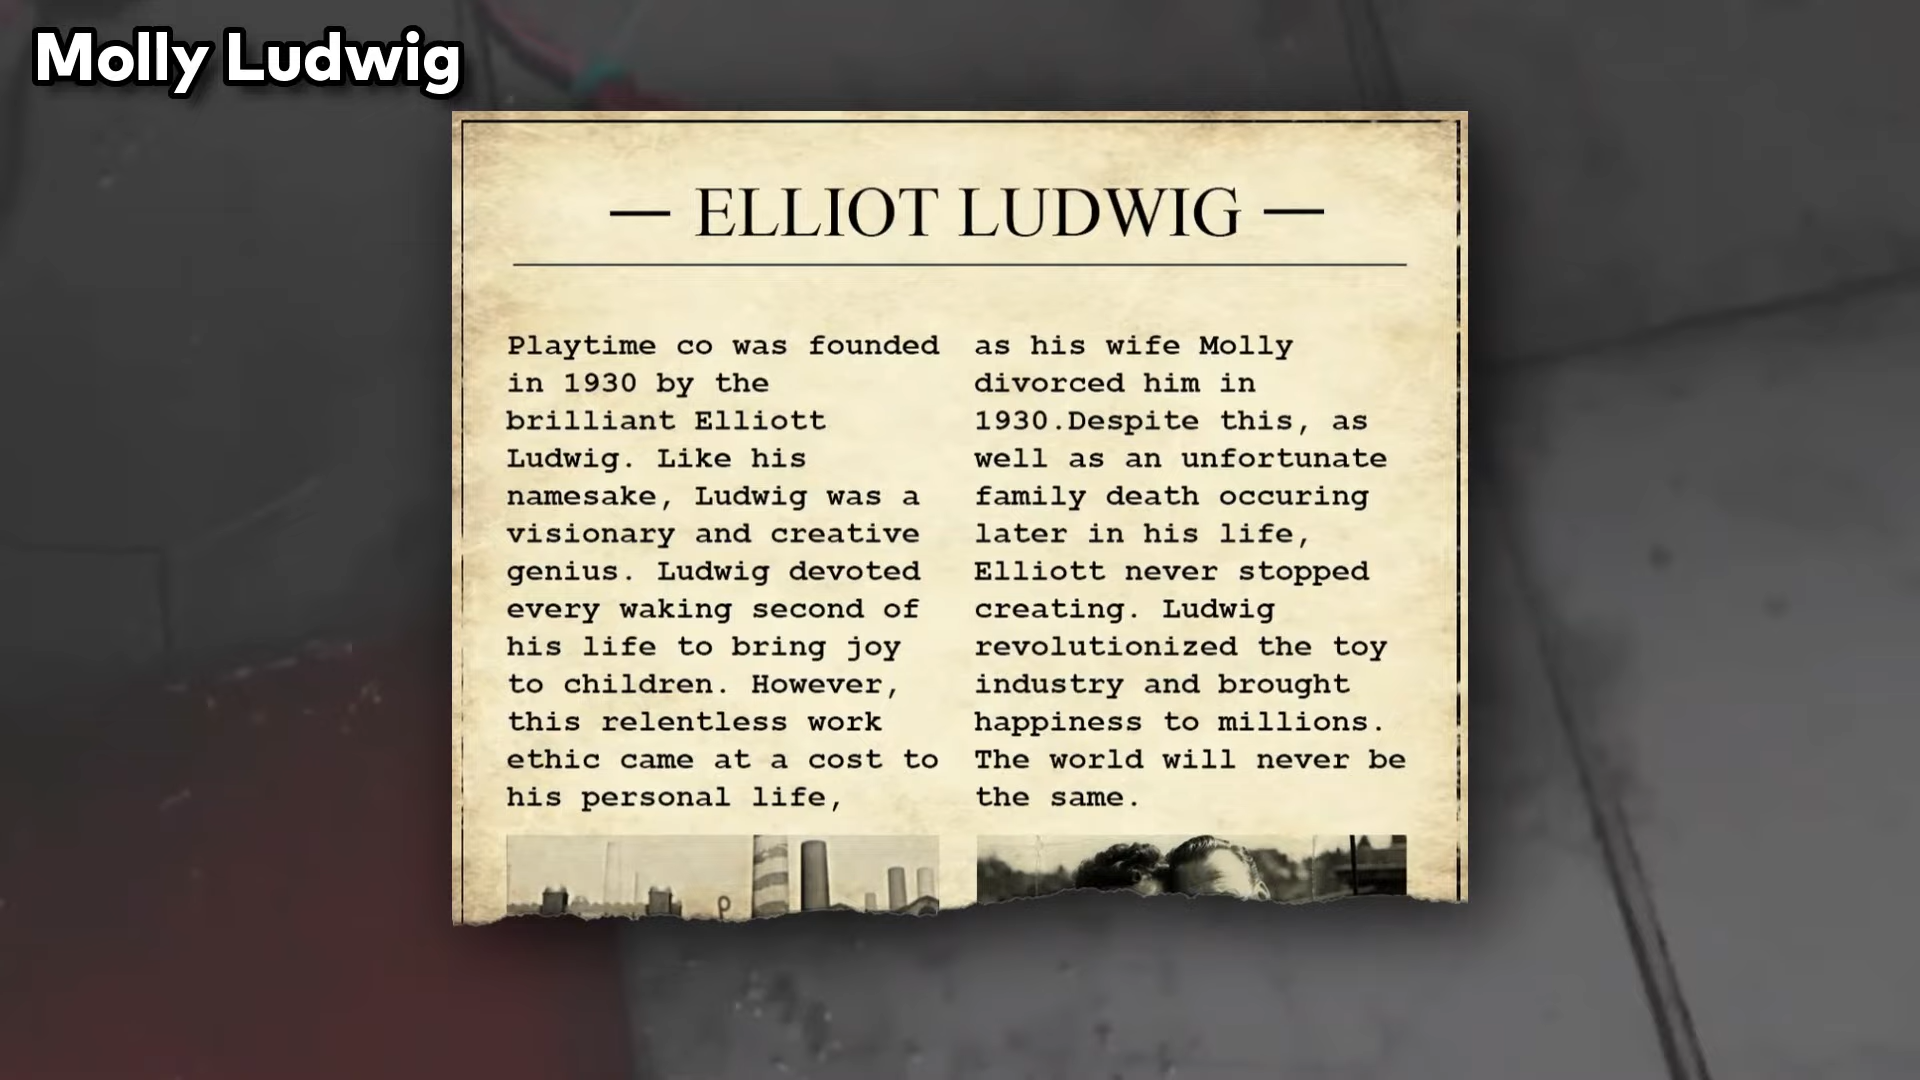 Molly Ludwig
— ELLIOT LUDWIG —
Playtime co was founded
in 1930 by the
brilliant Elliott
Ludwig. Like his
namesake, Ludwig was a
visionary and creative
genius. Ludwig devoted
every waking second of
his life to bring joy
to children. However,
this relentless work
ethic came at a cost to
his personal life,
as his wife Molly
divorced him in
1930.Despite this, as
well as an unfortunate
family death occuring
later in his life,
Elliott never stopped
creating. Ludwig
revolutionized the toy
industry and brought
happiness to millions.
The world will never be
the same.